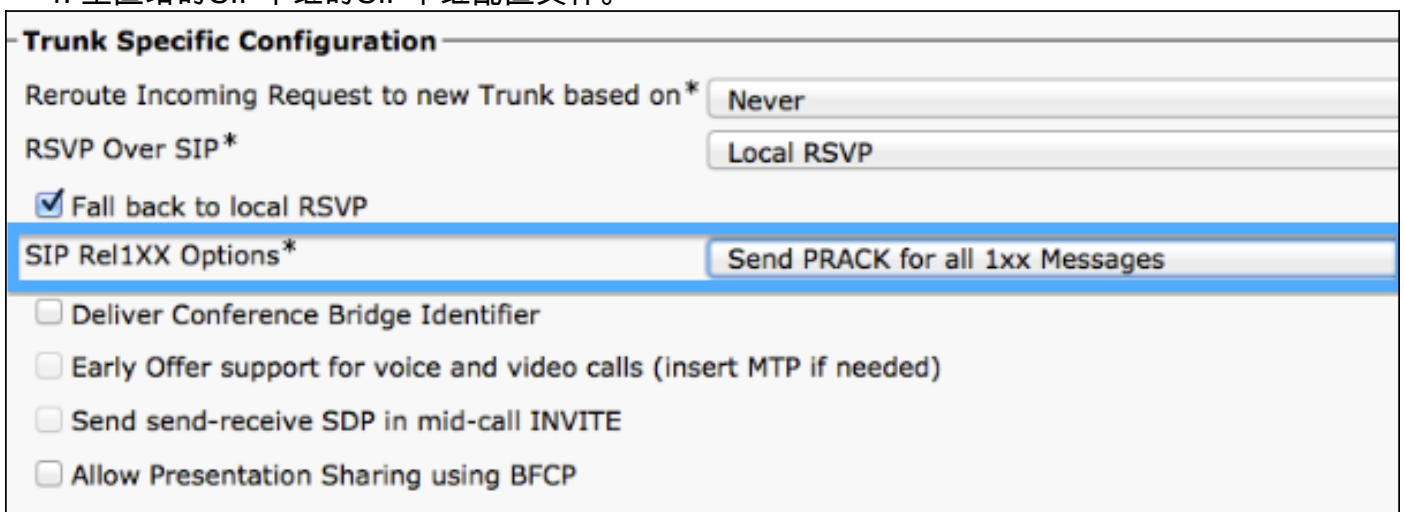 Trunk Specific Configuration
Reroute Incoming Request to new Trunk based on* Never
RSVP Over SIP* Local RSVP
Fall back to local RSVP
SIP Rel1XX Options* Send PRACK for all 1xx Messages
Deliver Conference Bridge Identifier
Early Offer support for voice and video calls (insert MTP if needed)
Send send-receive SDP in mid-call INVITE
Allow Presentation Sharing using BFCP